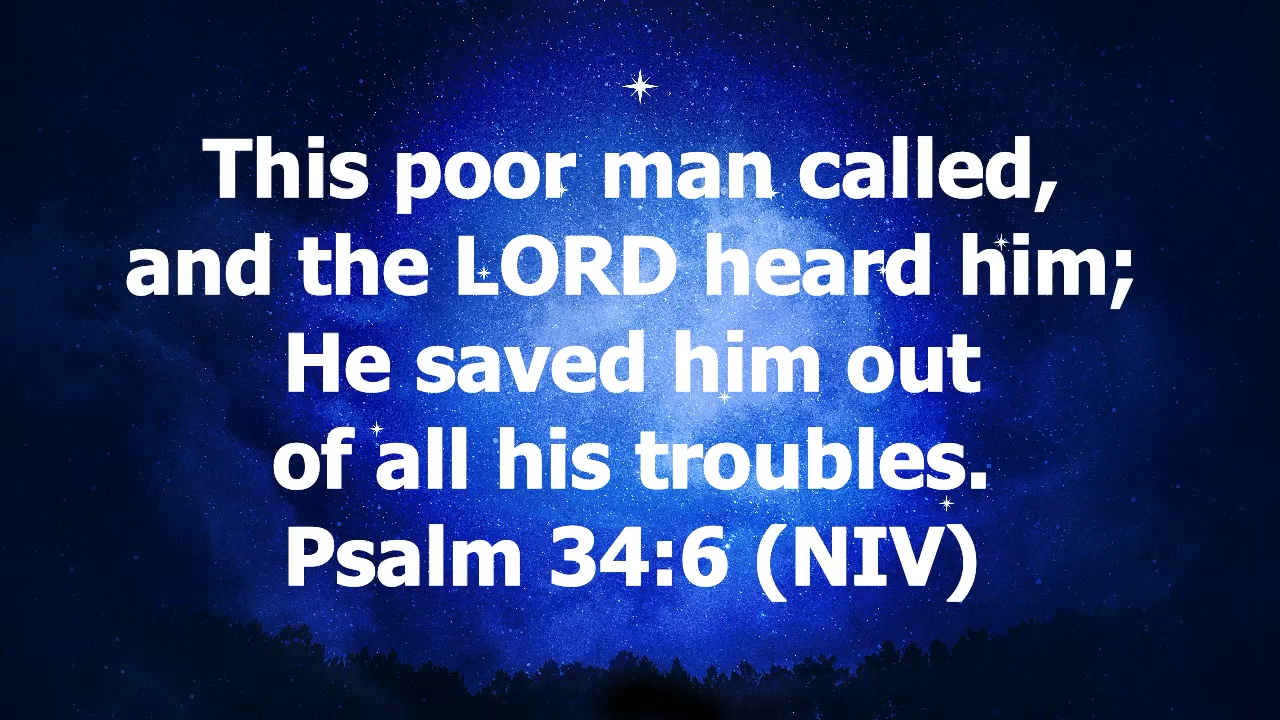 This poor man called,
and the LORD heard him;
He saved him out
of all his troubles.
Psalm 34:6 (NIV)